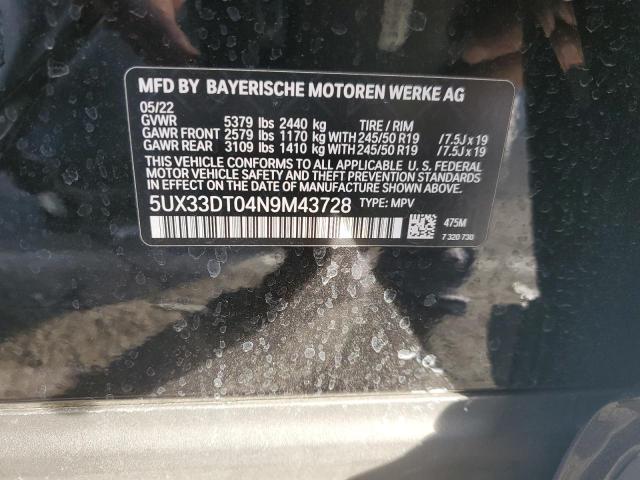 MFD BY BAYERISCHE MOTOREN WERKE AG
05/22
GVWR 5379 lbs 2440 kg TIRE / RIM
GAWR FRONT 2579 lbs 1170 kg WITH 245/50 R19 /7.5J x 19
GAWR REAR 3109 lbs 1410 kg WITH 245/50 R19 /7.5J x 19
THIS VEHICLE CONFORMS TO ALL APPLICABLE U. S. FEDERAL
MOTOR VEHICLE SAFETY AND THEFT PREVENTION STANDARDS
IN EFFECT ON THE DATE OF MANUFACTURE SHOWN ABOVE.
5UX33DT04N9M43728 TYPE: MPV
475M
7 320 730